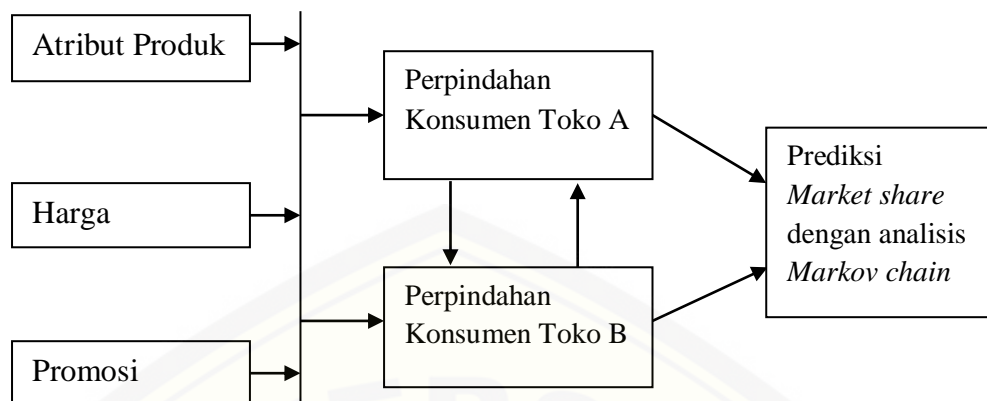 Atribut Produk
Harga
Promosi
Perpindahan
Konsumen Toko A
Perpindahan
Konsumen Toko B
Prediksi
Market share
dengan analisis
Markov chain